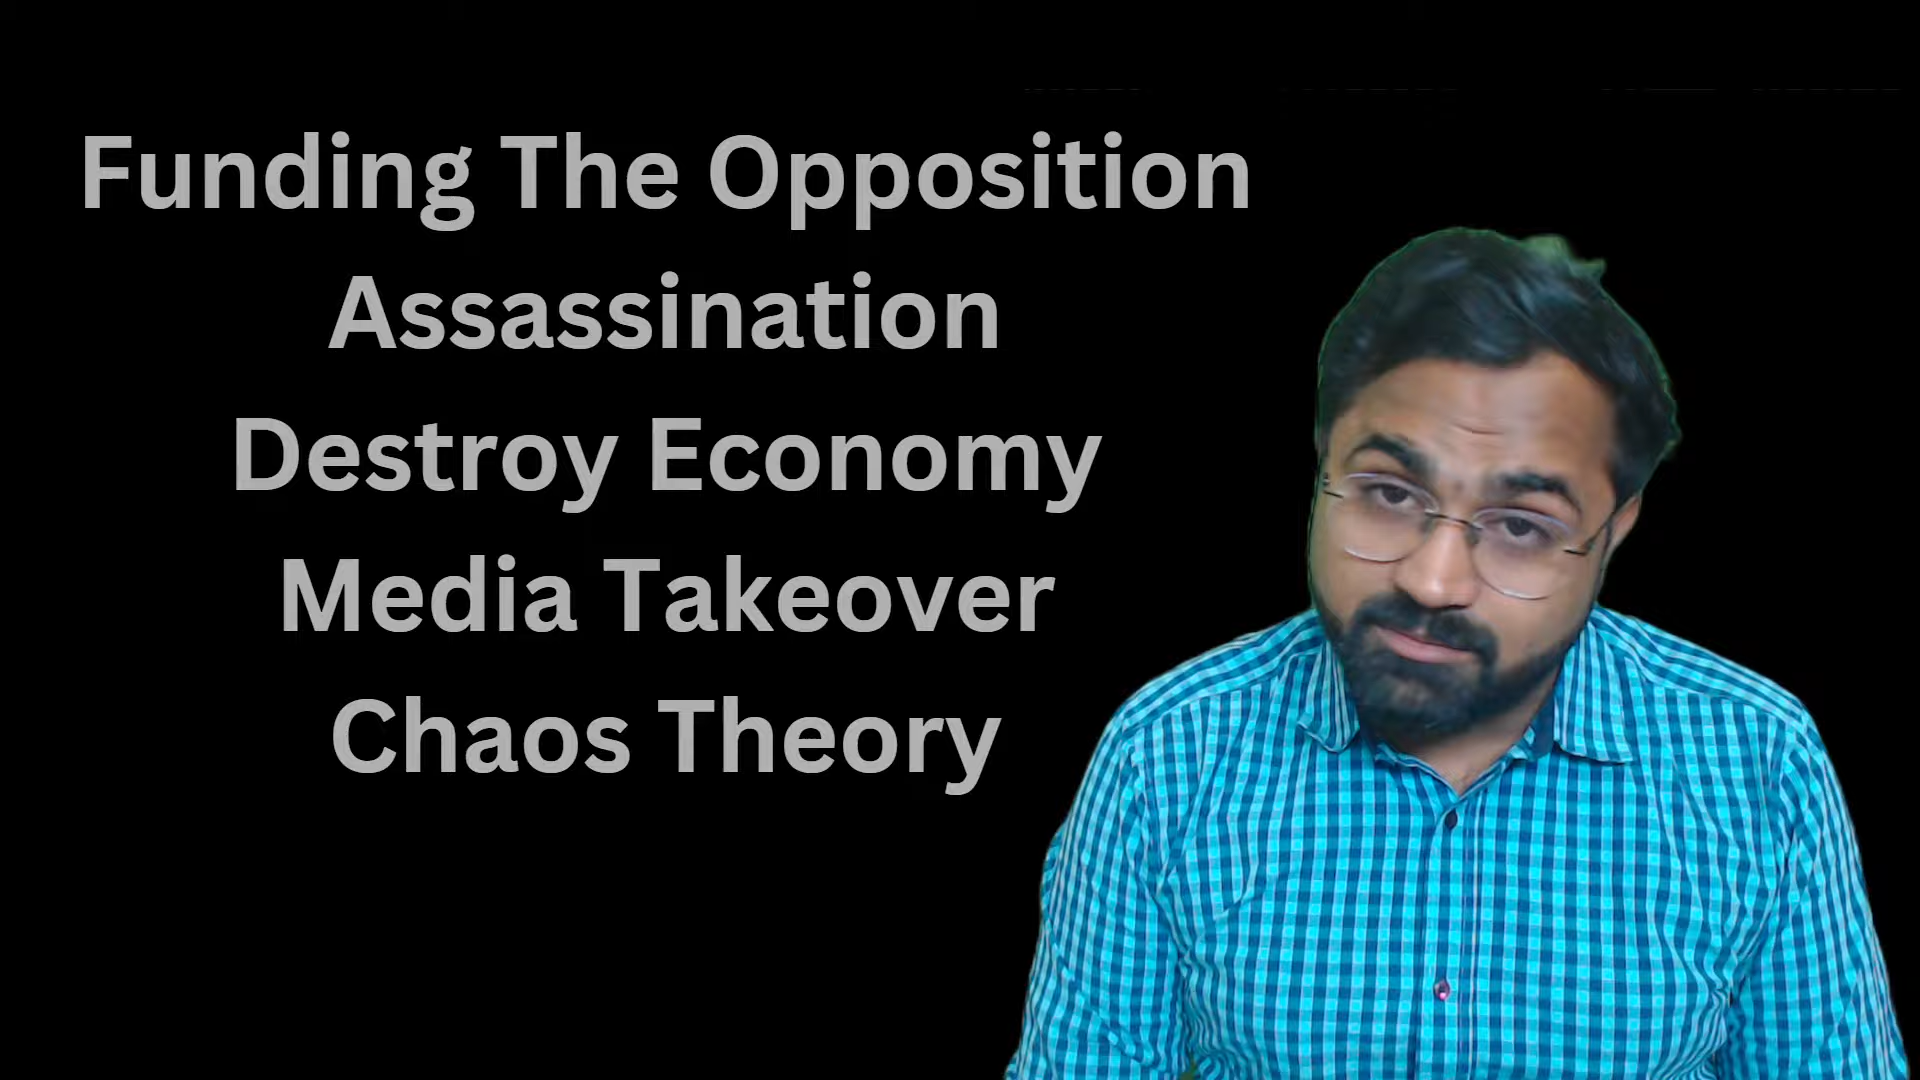 Funding The Opposition
Assassination
Destroy Economy
Media Takeover
Chaos Theory